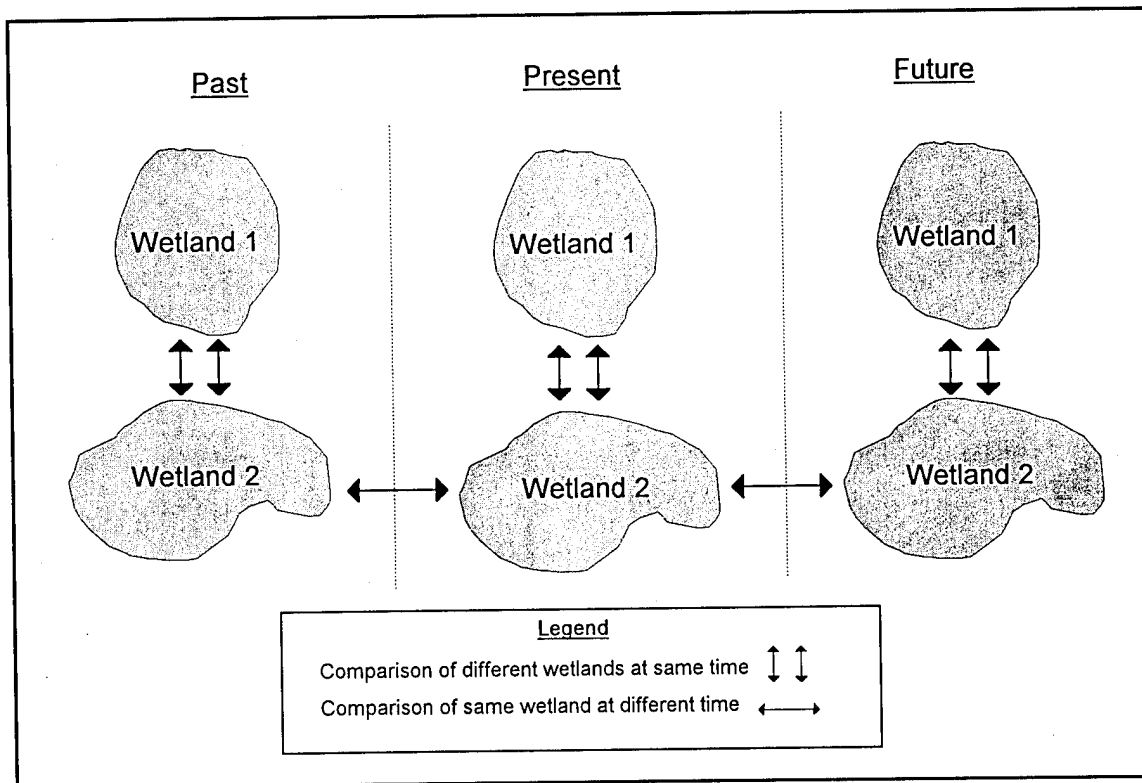 Past
Present
Future
Wetland 1
Wetland 1
Wetland 1
Wetland 2
Wetland 2
Wetland 2
Legend
Comparison of different wetlands at same time
Comparison of same wetland at different time